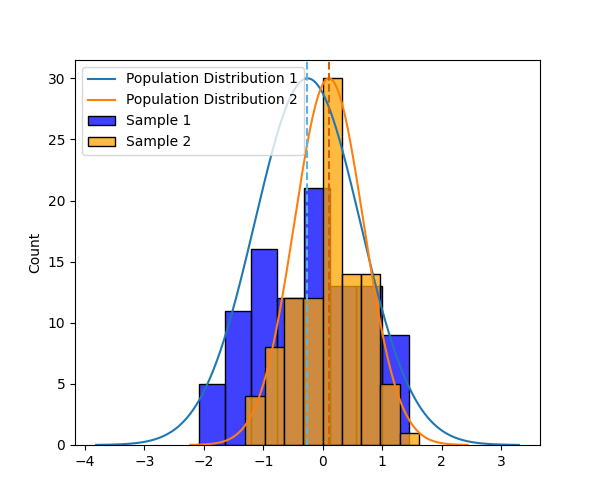 Population Distribution 1
Population Distribution 2
Sample 1
Sample 2
30
25
20
15
10
5
0
Count
−4 −3 −2 −1 0 1 2 3